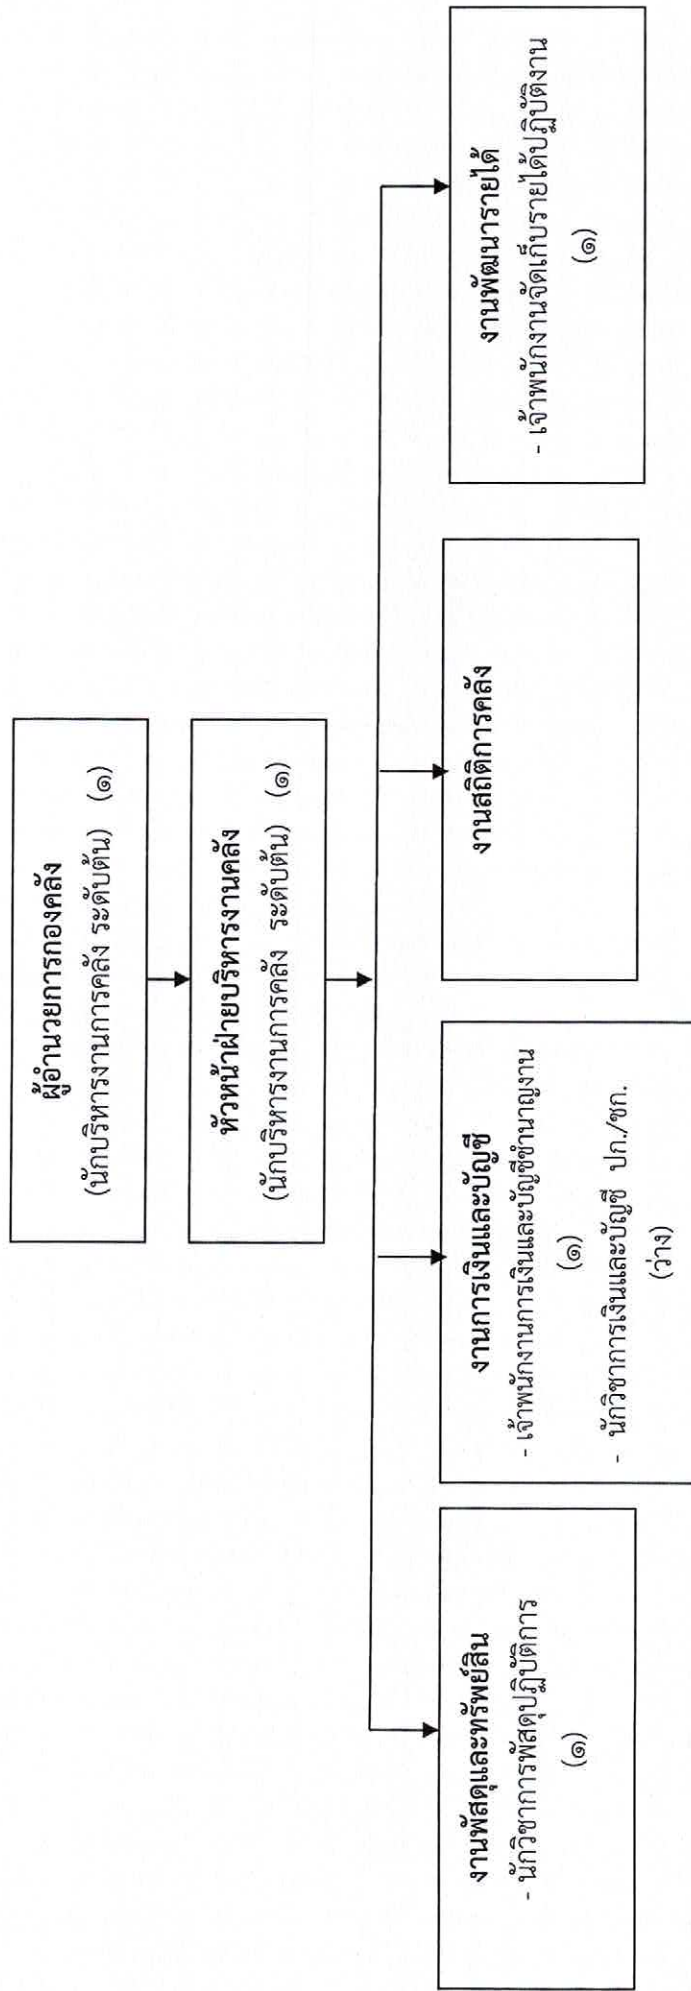 ผู้อำนวยการกองคลัง
(นักบริหารงานการคลัง ระดับต้น) (๑)
หัวหน้าฝ่ายบริหารงานคลัง
(นักบริหารงานการคลัง ระดับต้น) (๑)
งานพัสดุและทรัพย์สิน
- นักวิชาการพัสดุปฏิบัติการ
(๑)
งานการเงินและบัญชี
- เจ้าพนักงานการเงินและบัญชีชำนาญงาน
(๑)
- นักวิชาการเงินและบัญชี ปก./ชก.
(ว่าง)
งานสถิติการคลัง
งานพัฒนารายได้
- เจ้าพนักงานจัดเก็บรายได้ปฏิบัติงาน
(๑)